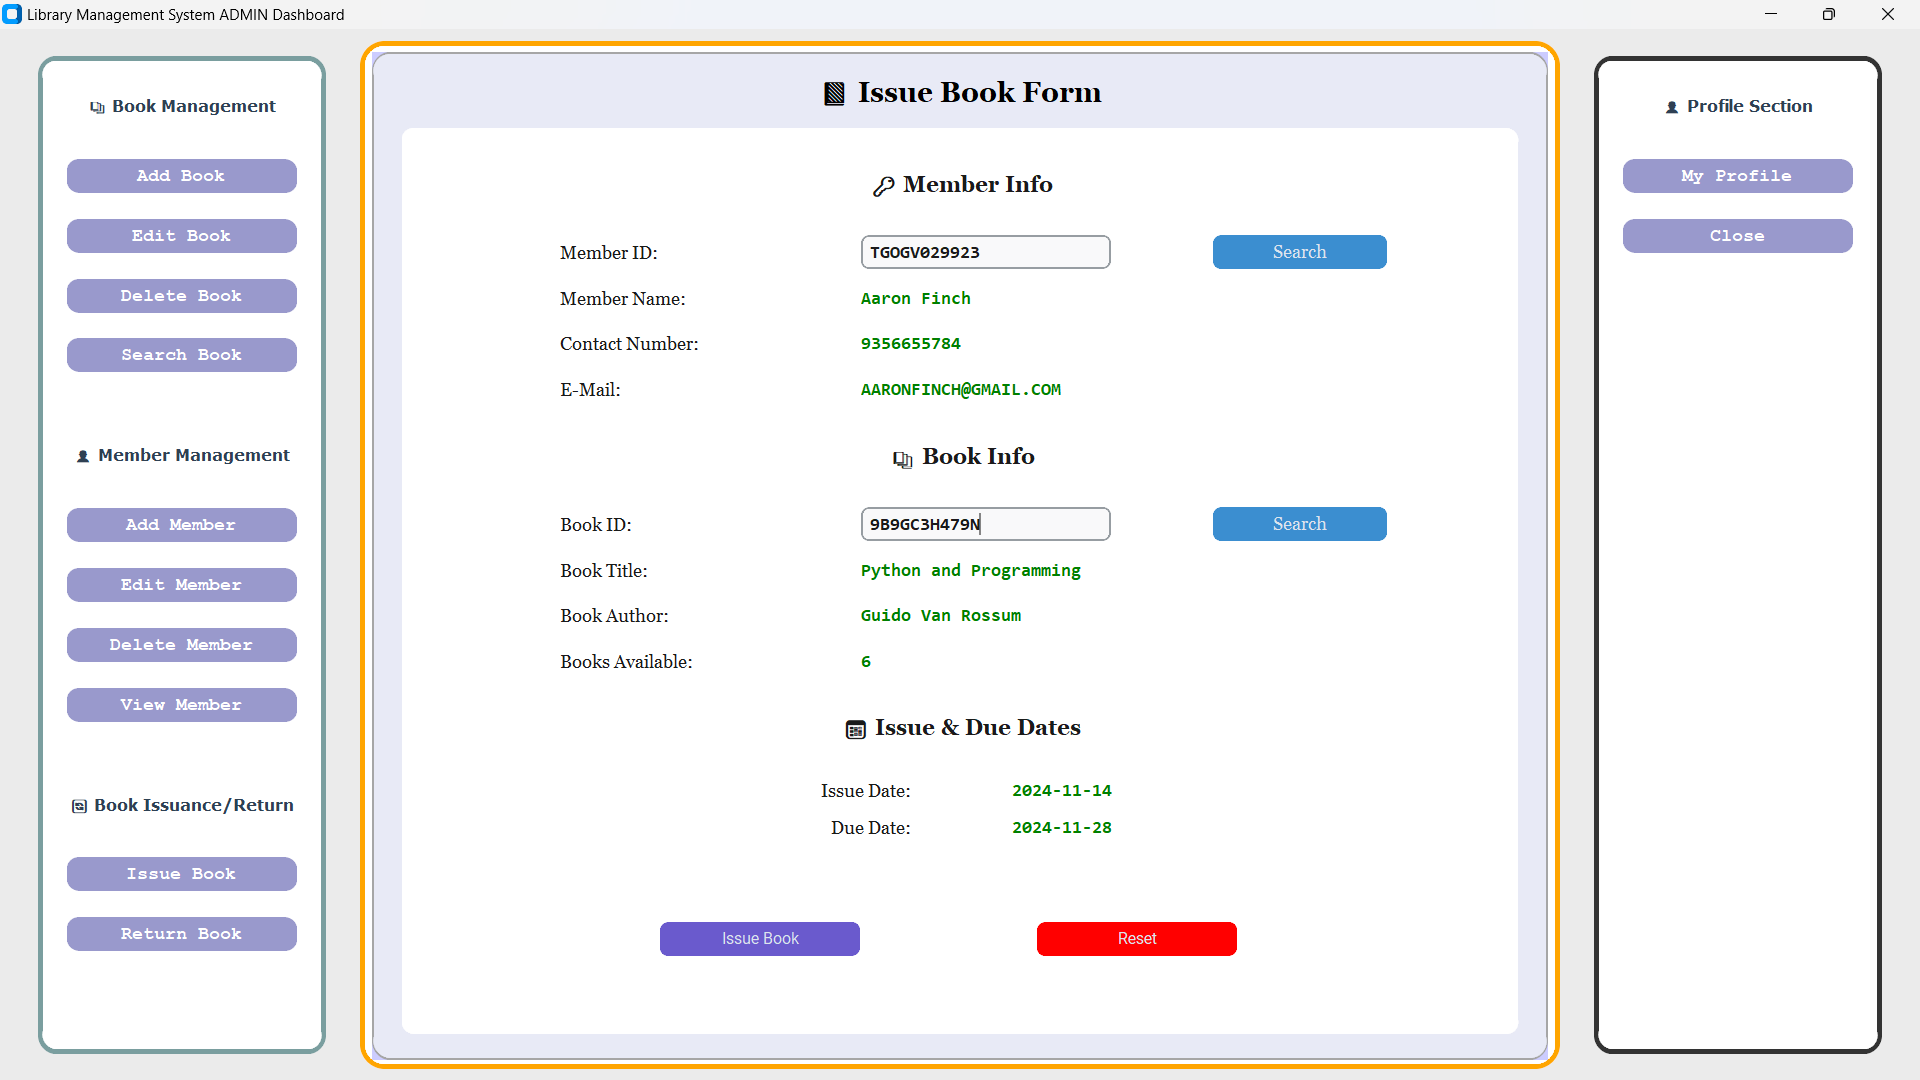 Library Management System ADMIN Dashboard
Book Management
Add Book
Edit Book
Delete Book
Search Book
Member Management
Add Member
Edit Member
Delete Member
View Member
Book Issuance/Return
Issue Book
Return Book
Issue Book Form
Member Info
Member ID: TGOGV029923 Search
Member Name: Aaron Finch
Contact Number: 9356655784
E-Mail: AARONFINCH@GMAIL.COM
Book Info
Book ID: 9B9GC3H479N Search
Book Title: Python and Programming
Book Author: Guido Van Rossum
Books Available: 6
Issue & Due Dates
Issue Date: 2024-11-14
Due Date: 2024-11-28
Issue Book Reset
Profile Section
My Profile
Close